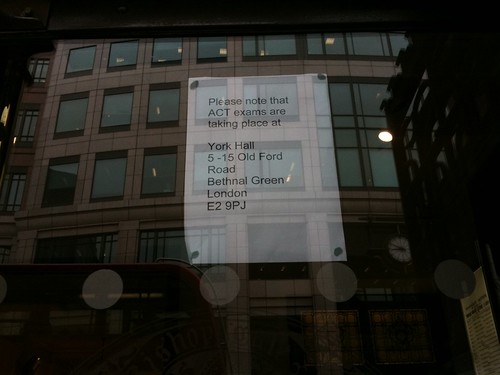 Please note that
ACT exams are
taking place at
York Hall
5 -15 Old Ford
Road
Bethnal Green
London
E2 9PJ